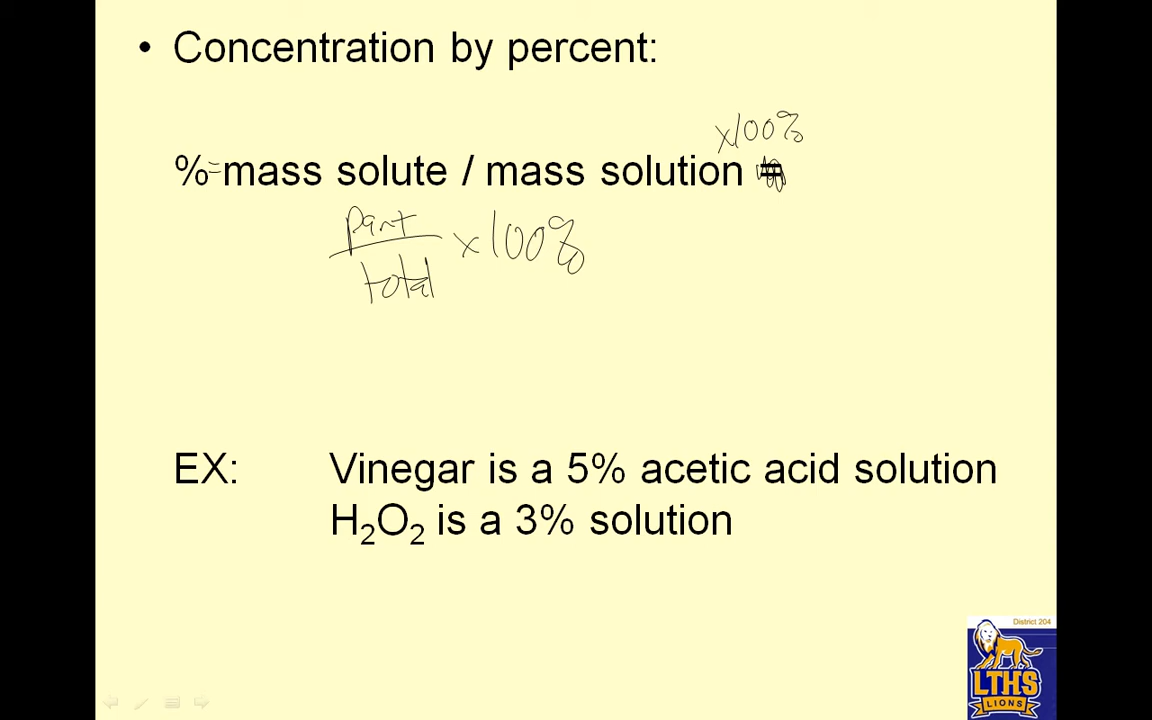 • Concentration by percent:
x100%
%=mass solute / mass solution =
part
total
x100%
EX: Vinegar is a 5% acetic acid solution
H₂O₂ is a 3% solution
District 204
LTHS
LIONS